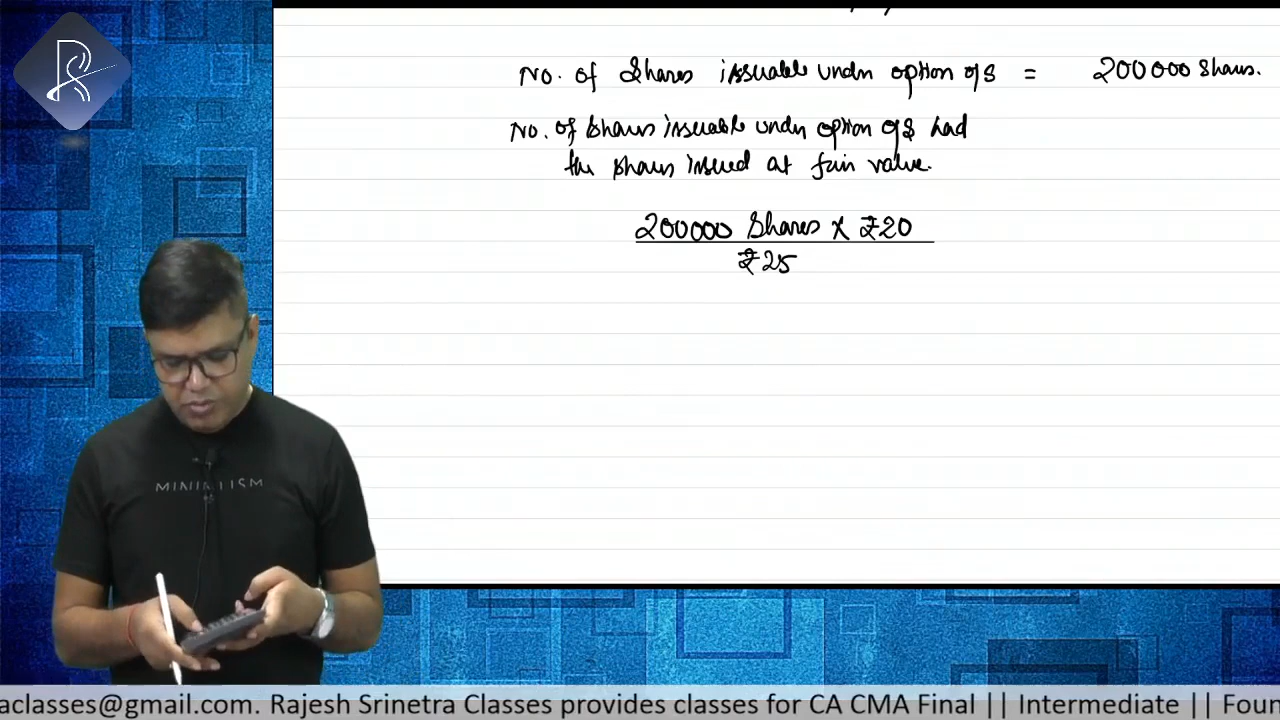 No. of Shares issuable under option o/s = 200000 Shares.
No. of Shares issuable under option o/s had
the shares issued at fair value.
200000 Shares x ₹20
₹25
MINIMALISM
RS
aclasses@gmail.com. Rajesh Srinetra Classes provides classes for CA CMA Final || Intermediate || Foun